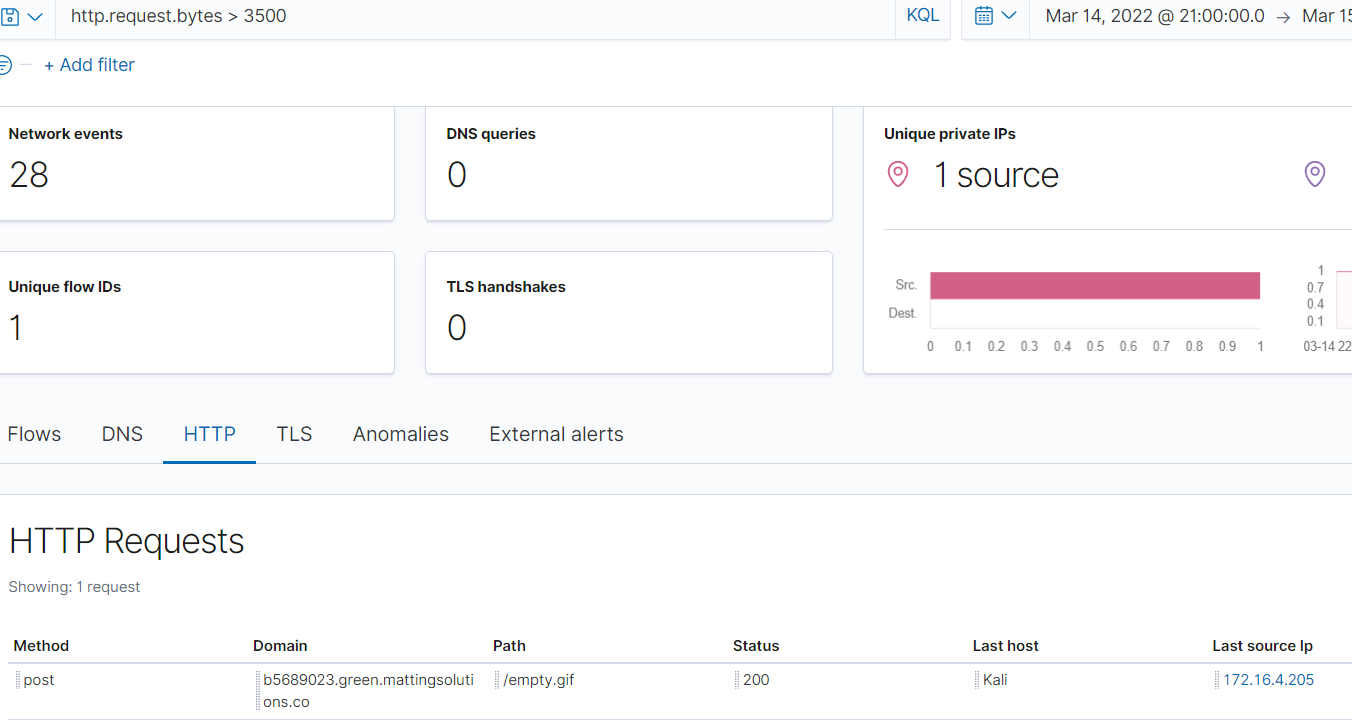 http.request.bytes > 3500 KQL Mar 14, 2022 @ 21:00:00.0 → Mar 15
+ Add filter
Network events
28
DNS queries
0
Unique private IPs
1 source
Unique flow IDs
1
TLS handshakes
0
Src.
Dest.
0 0.1 0.2 0.3 0.4 0.5 0.6 0.7 0.8 0.9 1
1
0.7
0.4
0.1
03-14 22
Flows DNS HTTP TLS Anomalies External alerts
HTTP Requests
Showing: 1 request
Method Domain Path Status Last host Last source Ip
post b5689023.green.mattingsoluti /empty.gif 200 Kali 172.16.4.205
ons.co